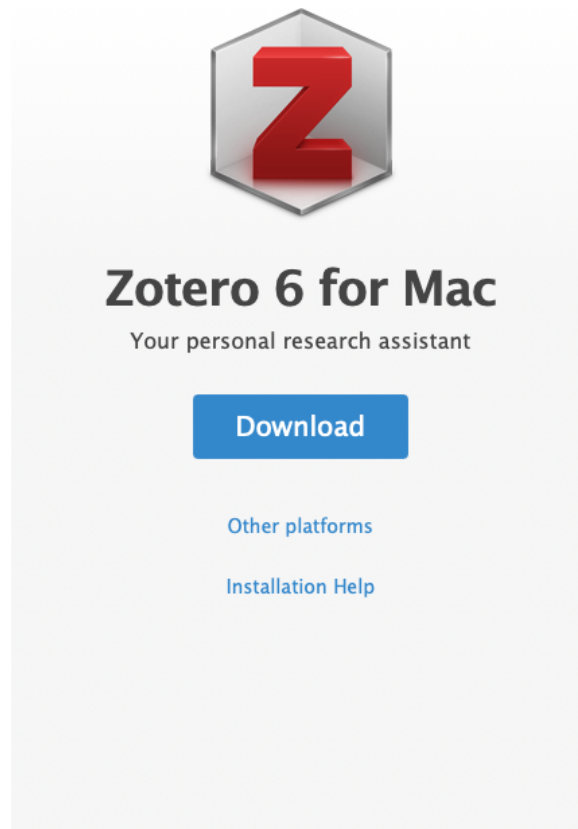 Z
Zotero 6 for Mac
Your personal research assistant
Download
Other platforms
Installation Help